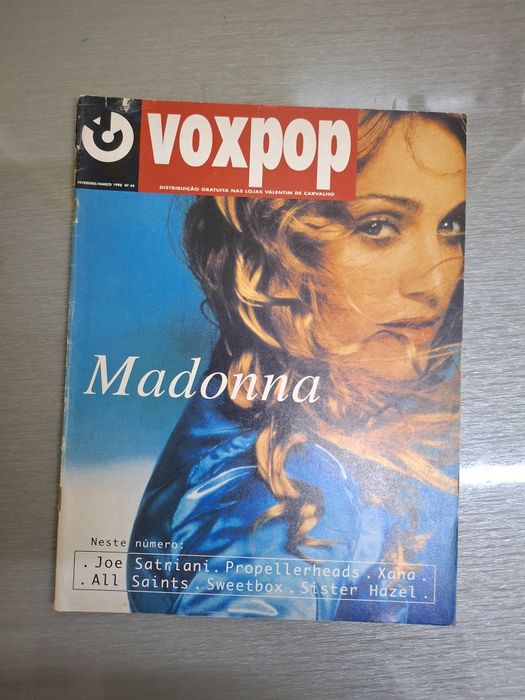 VOXPOP
FEVEREIRO/MARÇO 1998 Nº 44
DISTRIBUIÇÃO GRATUITA NAS LOJAS VALENTIM DE CARVALHO
Madonna
Neste número:
. Joe Satriani . Propellerheads . Xana .
. All Saints . Sweetbox . Sister Hazel .